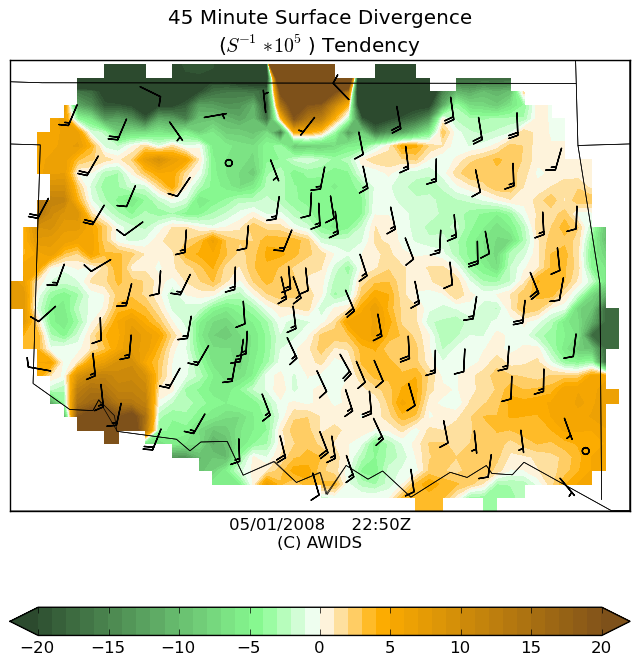 45 Minute Surface Divergence
(S⁻¹ ∗ 10⁵ ) Tendency
05/01/2008 22:50Z
(C) AWIDS
−20 −15 −10 −5 0 5 10 15 20